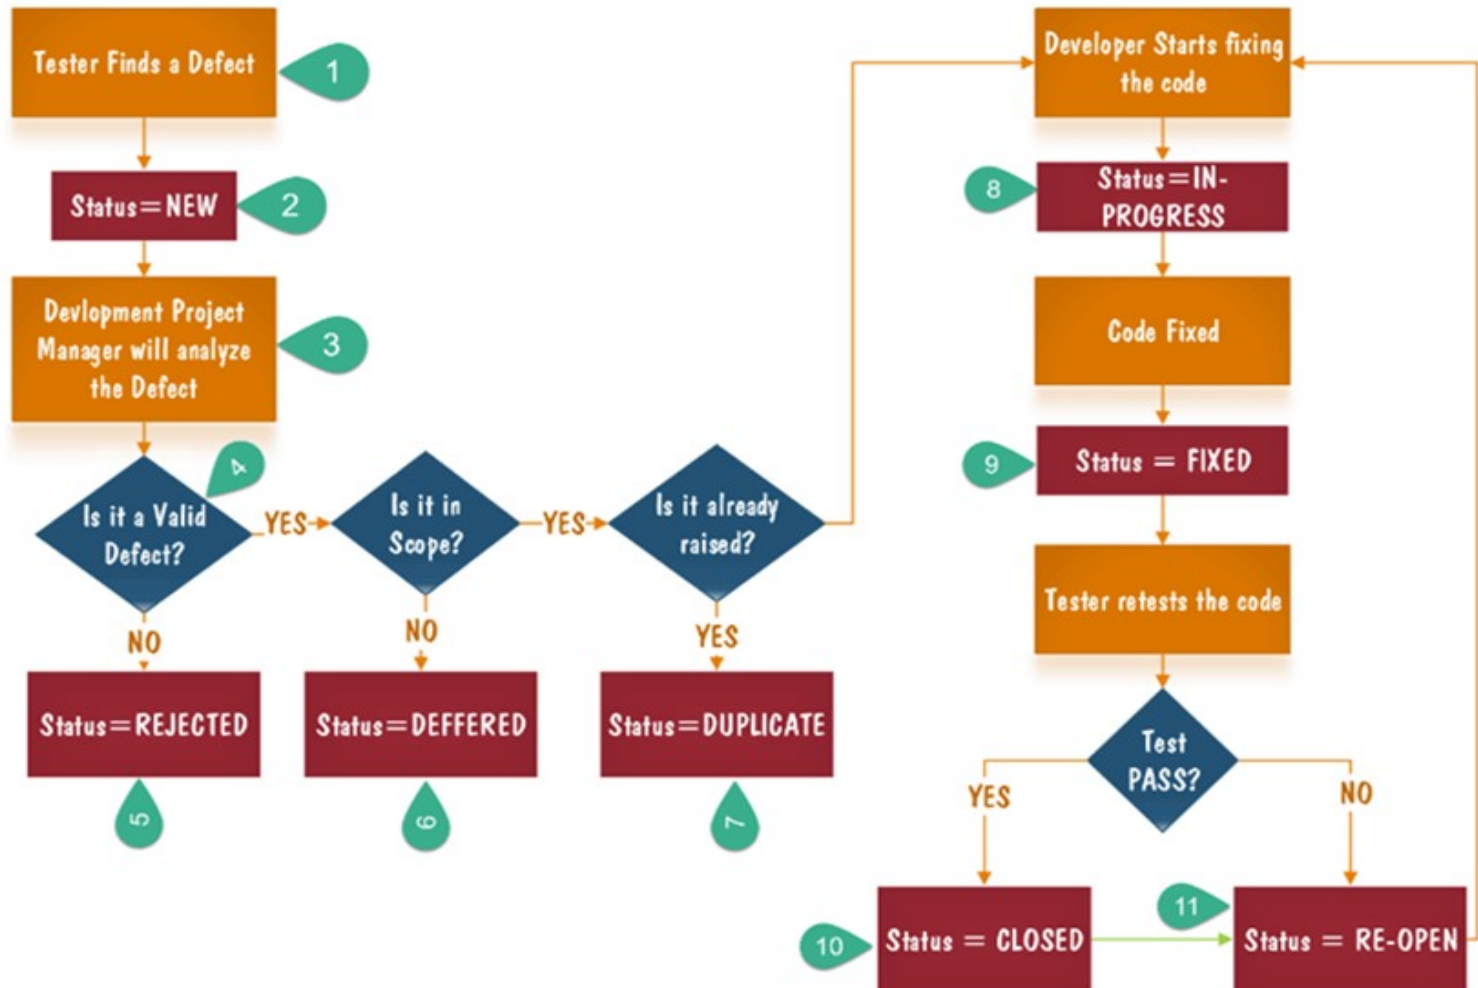 Tester Finds a Defect
1
Status=NEW
2
Devlopment Project
Manager will analyze
the Defect
3
Is it a Valid
Defect?
4
YES
Is it in
Scope?
YES
Is it already
raised?
NO
NO
YES
Status=REJECTED
Status=DEFFERED
Status=DUPLICATE
5
6
7
Developer Starts fixing
the code
8
Status=IN-
PROGRESS
Code Fixed
9
Status = FIXED
Tester retests the code
Test
PASS?
YES
NO
10
Status = CLOSED
11
Status = RE-OPEN